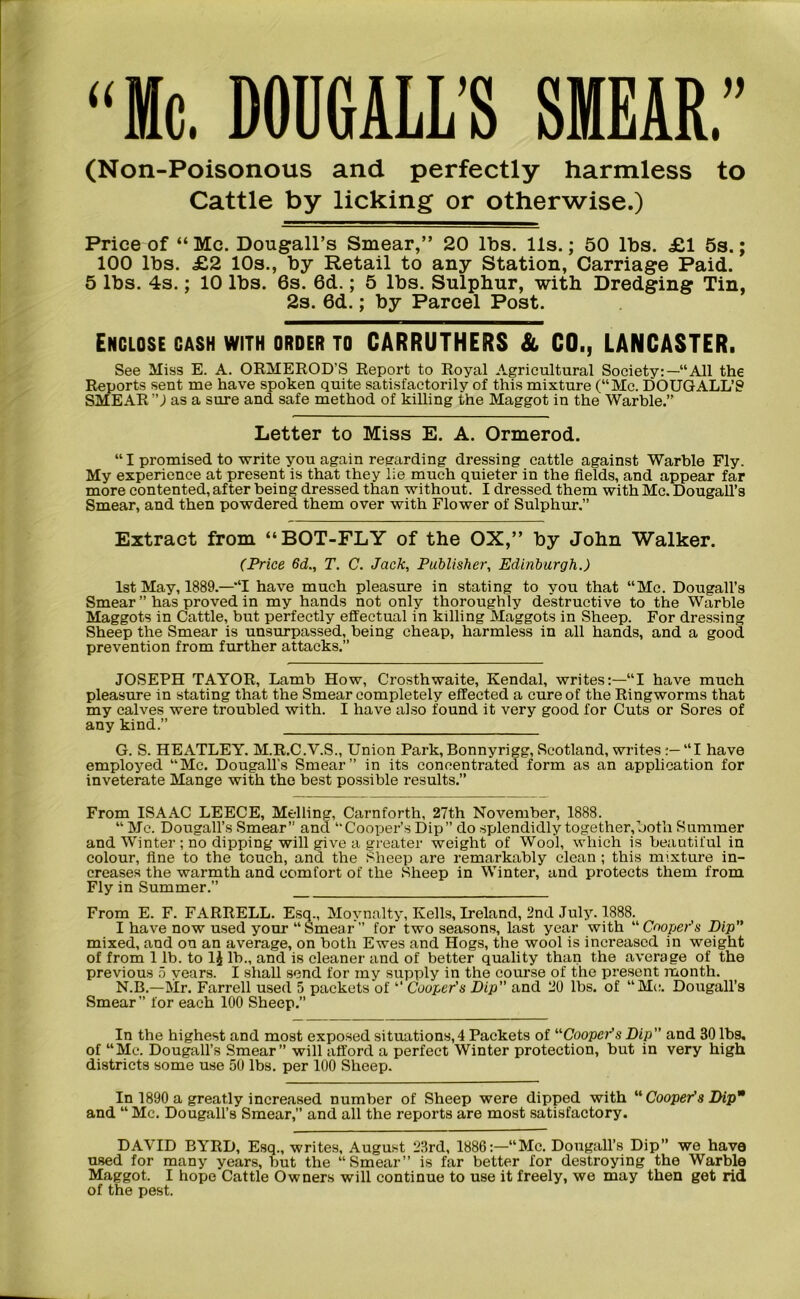 “Mc. DOUGALL’S SMEAR.”
(Non-Poisonous and perfectly harmless to
Cattle by licking or otherwise.)
Price of “Mc. Dougall’s Smear,” 20 lbs. 11s.; 50 lbs. £1 5s.;
100 lbs. £2 10s., by Retail to any Station, Carriage Paid.
5 lbs. 4s.; 10 lbs. 6s. 6d.; 5 lbs. Sulphur, with Dredging Tin,
2s. 6d.; by Parcel Post.
ENCLOSE CASH WITH ORDER TO CARRUTHERS & CO., LANCASTER.
See Miss E. A. ORMEROD’S Report to Royal Agricultural Society:—“All the
Reports sent me have spoken quite satisfactorily of this mixture (“Mc. DOUGALL’S
SMEAR”) as a sure and safe method of killing the Maggot in the Warble.”
Letter to Miss E. A. Ormerod.
“I promised to write you again regarding dressing cattle against Warble Fly.
My experience at present is that they lie much quieter in the fields, and appear far
more contented, after being dressed than without. I dressed them with Mc. Dougall’s
Smear, and then powdered them over with Flower of Sulphur.”
Extract from “BOT-FLY of the OX,” by John Walker.
(Price 6d., T. C. Jack, Publisher, Edinburgh.)
1st May, 1889.—“I have much pleasure in stating to you that “Mc. Dougall’s
Smear” has proved in my hands not only thoroughly destructive to the Warble
Maggots in Cattle, but perfectly effectual in killing Maggots in Sheep. For dressing
Sheep the Smear is unsurpassed, being cheap, harmless in all hands, and a good
prevention from further attacks.”
JOSEPH TAYOR, Lamb How, Crosthwaite, Kendal, writes:—“I have much
pleasure in stating that the Smear completely effected a cure of the Ringworms that
my calves were troubled with. I have also found it very good for Cuts or Sores of
any kind.”
G. S. HEATLEY. M.R.C.V.S., Union Park, Bonnyrigg, Scotland, writes:—“I have
employed “Mc. Dougall’s Smear” in its concentrated form as an application for
inveterate Mange with the best possible results.”
From ISAAC LEECE, Melling, Carnforth, 27th November, 1888.
“Mc. Dougall’s Smear” and “Cooper’s Dip” do splendidly together, both Summer
and Winter; no dipping will give a greater weight of Wool, which is beautiful in
colour, fine to the touch, and the Sheep are remarkably clean; this mixture in-
creases the warmth and comfort of the Sheep in Winter, and protects them from
Fly in Summer.”
From E. F. FARRELL. Esq., Moynalty, Kells, Ireland, 2nd July. 1888.
I have now used your “Smear” for two seasons, last year with “Cooper’s Dip”
mixed, and on an average, on both Ewes and Hogs, the wool is increased in weight
of from 1 lb. to 1½ lb., and is cleaner and of better quality than the average of the
previous 5 years. I shall send for my supply in the course of the present month.
N.B.—Mr. Farrell used 5 packets of “Cooper’s Dip” and 20 lbs. of “Mc. Dougall’s
Smear” for each 100 Sheep.”
In the highest and most exposed situations, 4 Packets of “Cooper’s Dip” and 30 lbs.
of “Mc. Dougall’s Smear” will afford a perfect Winter protection, but in very high
districts some use 50 lbs. per 100 Sheep.
In 1890 a greatly increased number of Sheep were dipped with “Cooper’s Dip”
and “Mc. Dougall’s Smear,” and all the reports are most satisfactory.
DAVID BYRD, Esq., writes, August 23rd, 1886:—“Mc. Dougall’s Dip” we have
used for many years, but the “Smear” is far better for destroying the Warble
Maggot. I hope Cattle Owners will continue to use it freely, we may then get rid
of the pest.